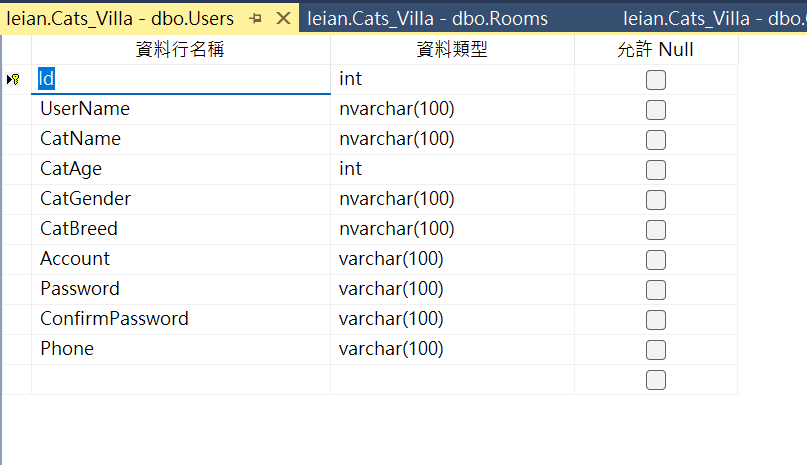 leian.Cats_Villa - dbo.Users leian.Cats_Villa - dbo.Rooms leian.Cats_Villa - dbo.
資料行名稱 資料類型 允許 Null
Id int
UserName nvarchar(100)
CatName nvarchar(100)
CatAge int
CatGender nvarchar(100)
CatBreed nvarchar(100)
Account varchar(100)
Password varchar(100)
ConfirmPassword varchar(100)
Phone varchar(100)